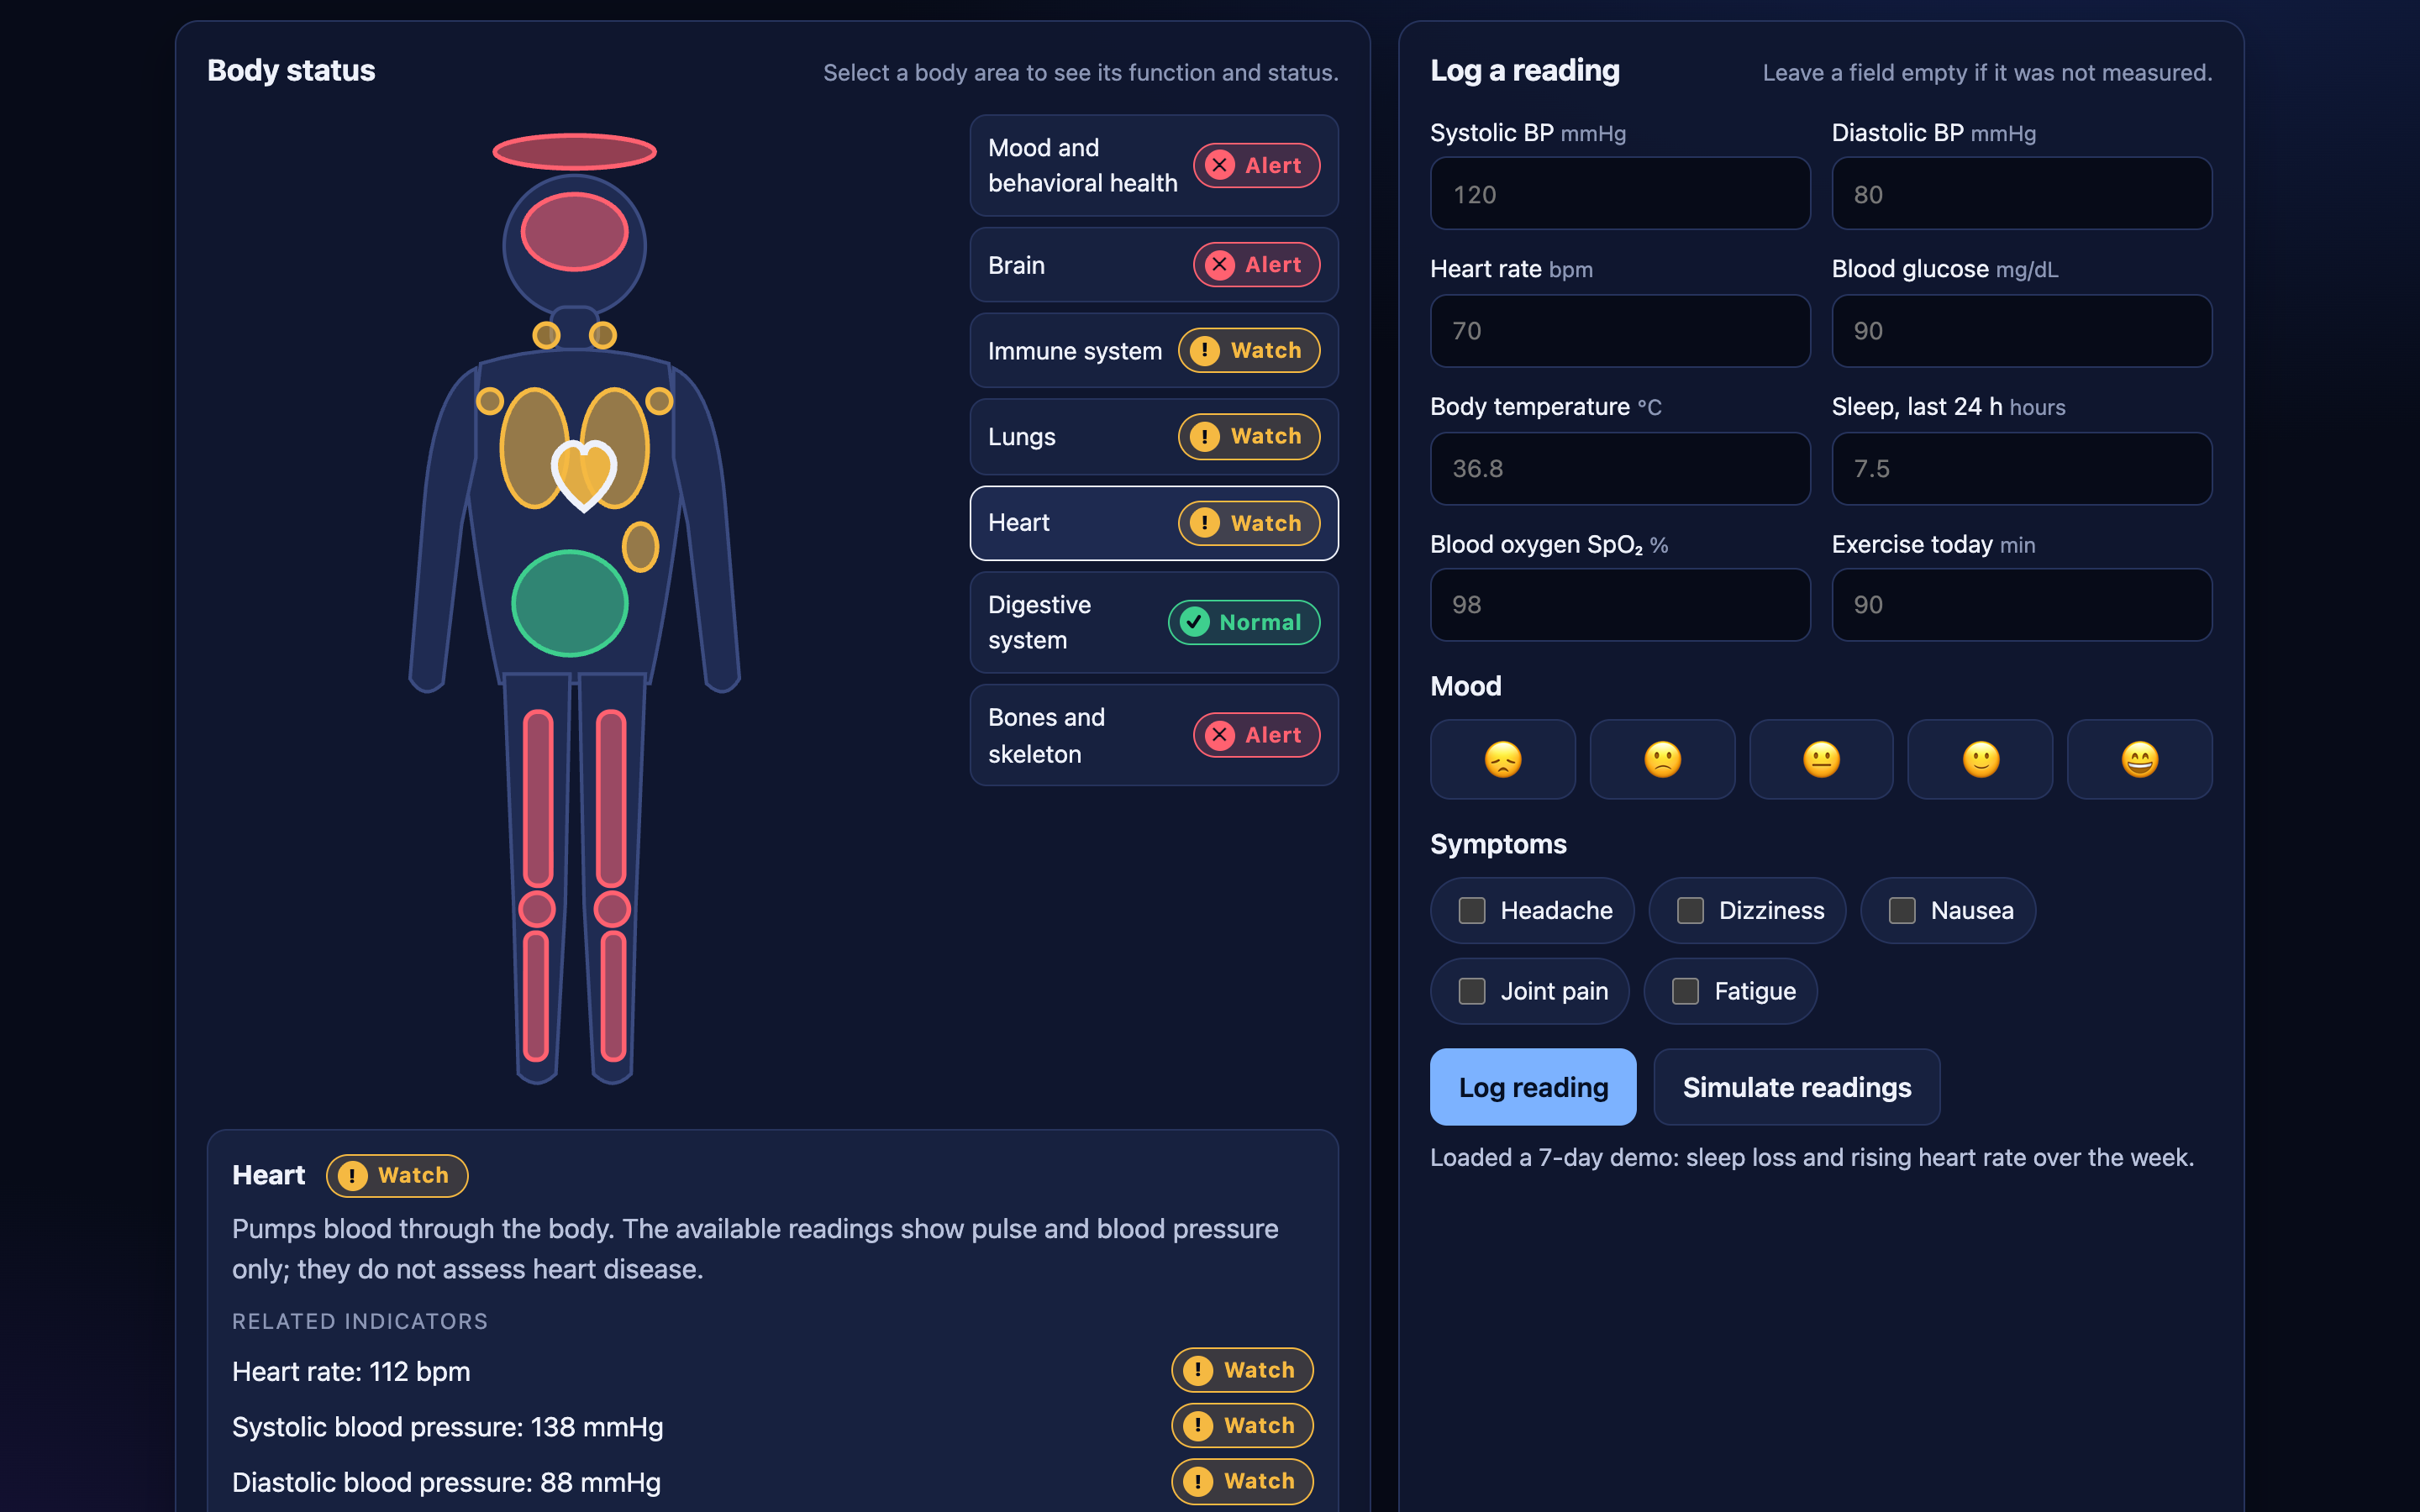 Body status
Select a body area to see its function and status.
Mood and
behavioral health
Alert
Brain
Alert
Immune system
! Watch
Lungs
! Watch
Heart
! Watch
Digestive
system
Normal
Bones and
skeleton
Alert
Heart
! Watch
Pumps blood through the body. The available readings show pulse and blood pressure
only; they do not assess heart disease.
RELATED INDICATORS
Heart rate: 112 bpm
! Watch
Systolic blood pressure: 138 mmHg
! Watch
Diastolic blood pressure: 88 mmHg
! Watch
Log a reading
Leave a field empty if it was not measured.
Systolic BP mmHg
120
Diastolic BP mmHg
80
Heart rate bpm
70
Blood glucose mg/dL
90
Body temperature °C
36.8
Sleep, last 24 h hours
7.5
Blood oxygen SpO₂ %
98
Exercise today min
90
Mood
Symptoms
Headache
Dizziness
Nausea
Joint pain
Fatigue
Log reading
Simulate readings
Loaded a 7-day demo: sleep loss and rising heart rate over the week.